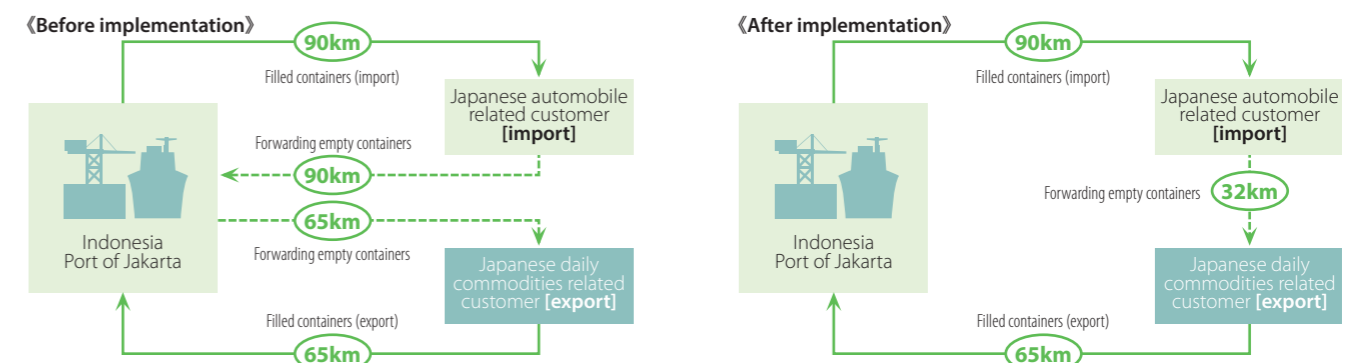 《Before implementation》
90km
Filled containers (import)
Japanese automobile
related customer
[import]
Forwarding empty containers
90km
65km
Forwarding empty containers
Indonesia
Port of Jakarta
Japanese daily
commodities related
customer [export]
Filled containers (export)
65km
《After implementation》
90km
Filled containers (import)
Japanese automobile
related customer
[import]
Forwarding empty containers
32km
Indonesia
Port of Jakarta
Japanese daily
commodities related
customer [export]
Filled containers (export)
65km